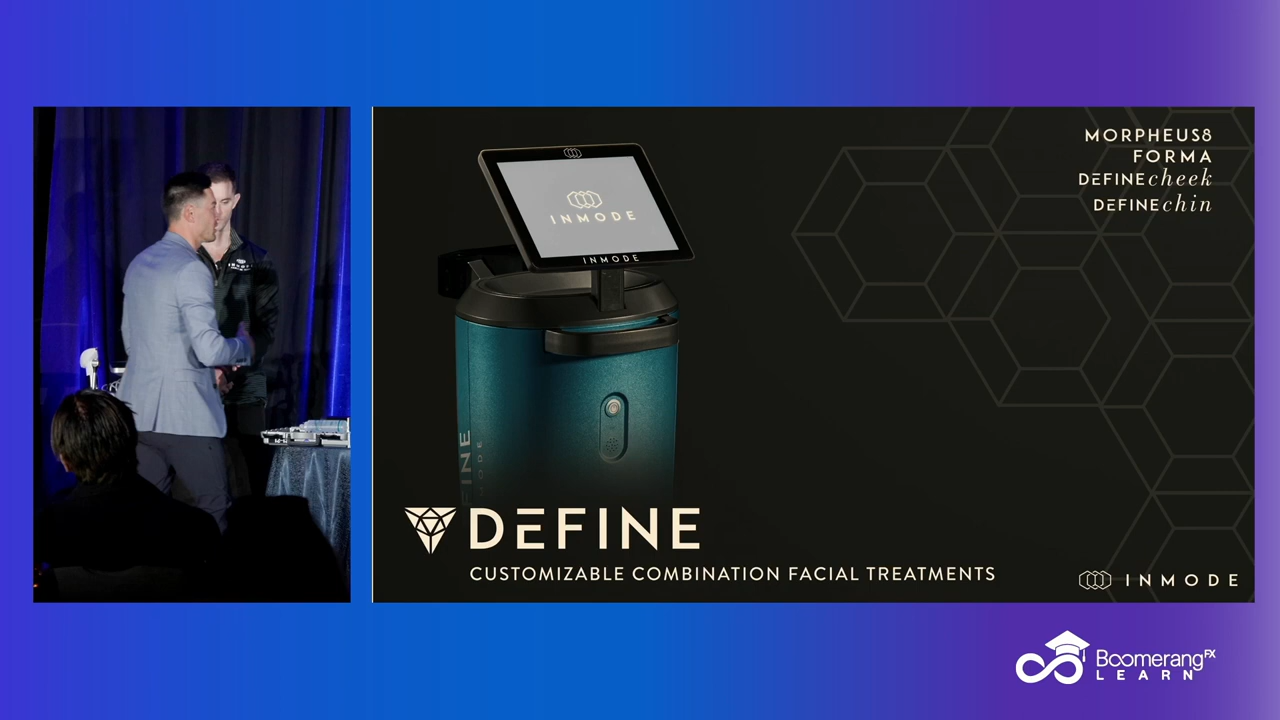 MORPHEUS8
FORMA
DEFINEcheek
DEFINEchin
INMODE
INMODE
DEFINE
CUSTOMIZABLE COMBINATION FACIAL TREATMENTS
INMODE
BoomerangFX
LEARN